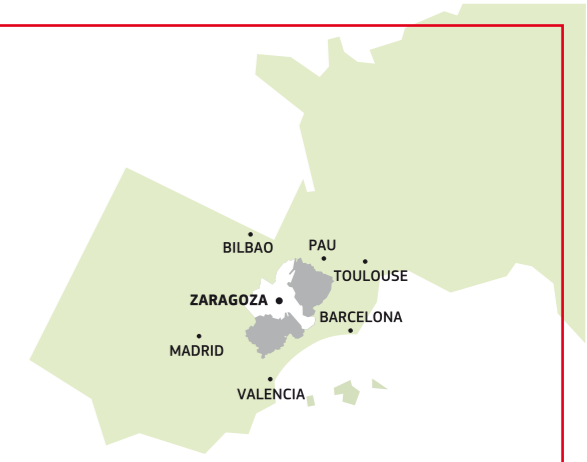 BILBAO
PAU
TOULOUSE
ZARAGOZA
BARCELONA
MADRID
VALENCIA